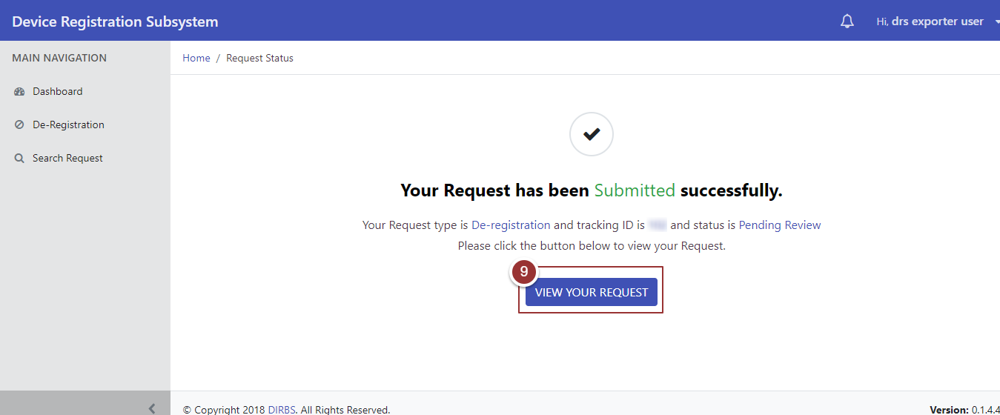 Device Registration Subsystem
Hi, drs exporter user
MAIN NAVIGATION
Home / Request Status
Dashboard
De-Registration
Search Request
Your Request has been Submitted successfully.
Your Request type is De-registration and tracking ID is and status is Pending Review
Please click the button below to view your Request.
9
VIEW YOUR REQUEST
© Copyright 2018 DIRBS. All Rights Reserved.
Version: 0.1.4.4